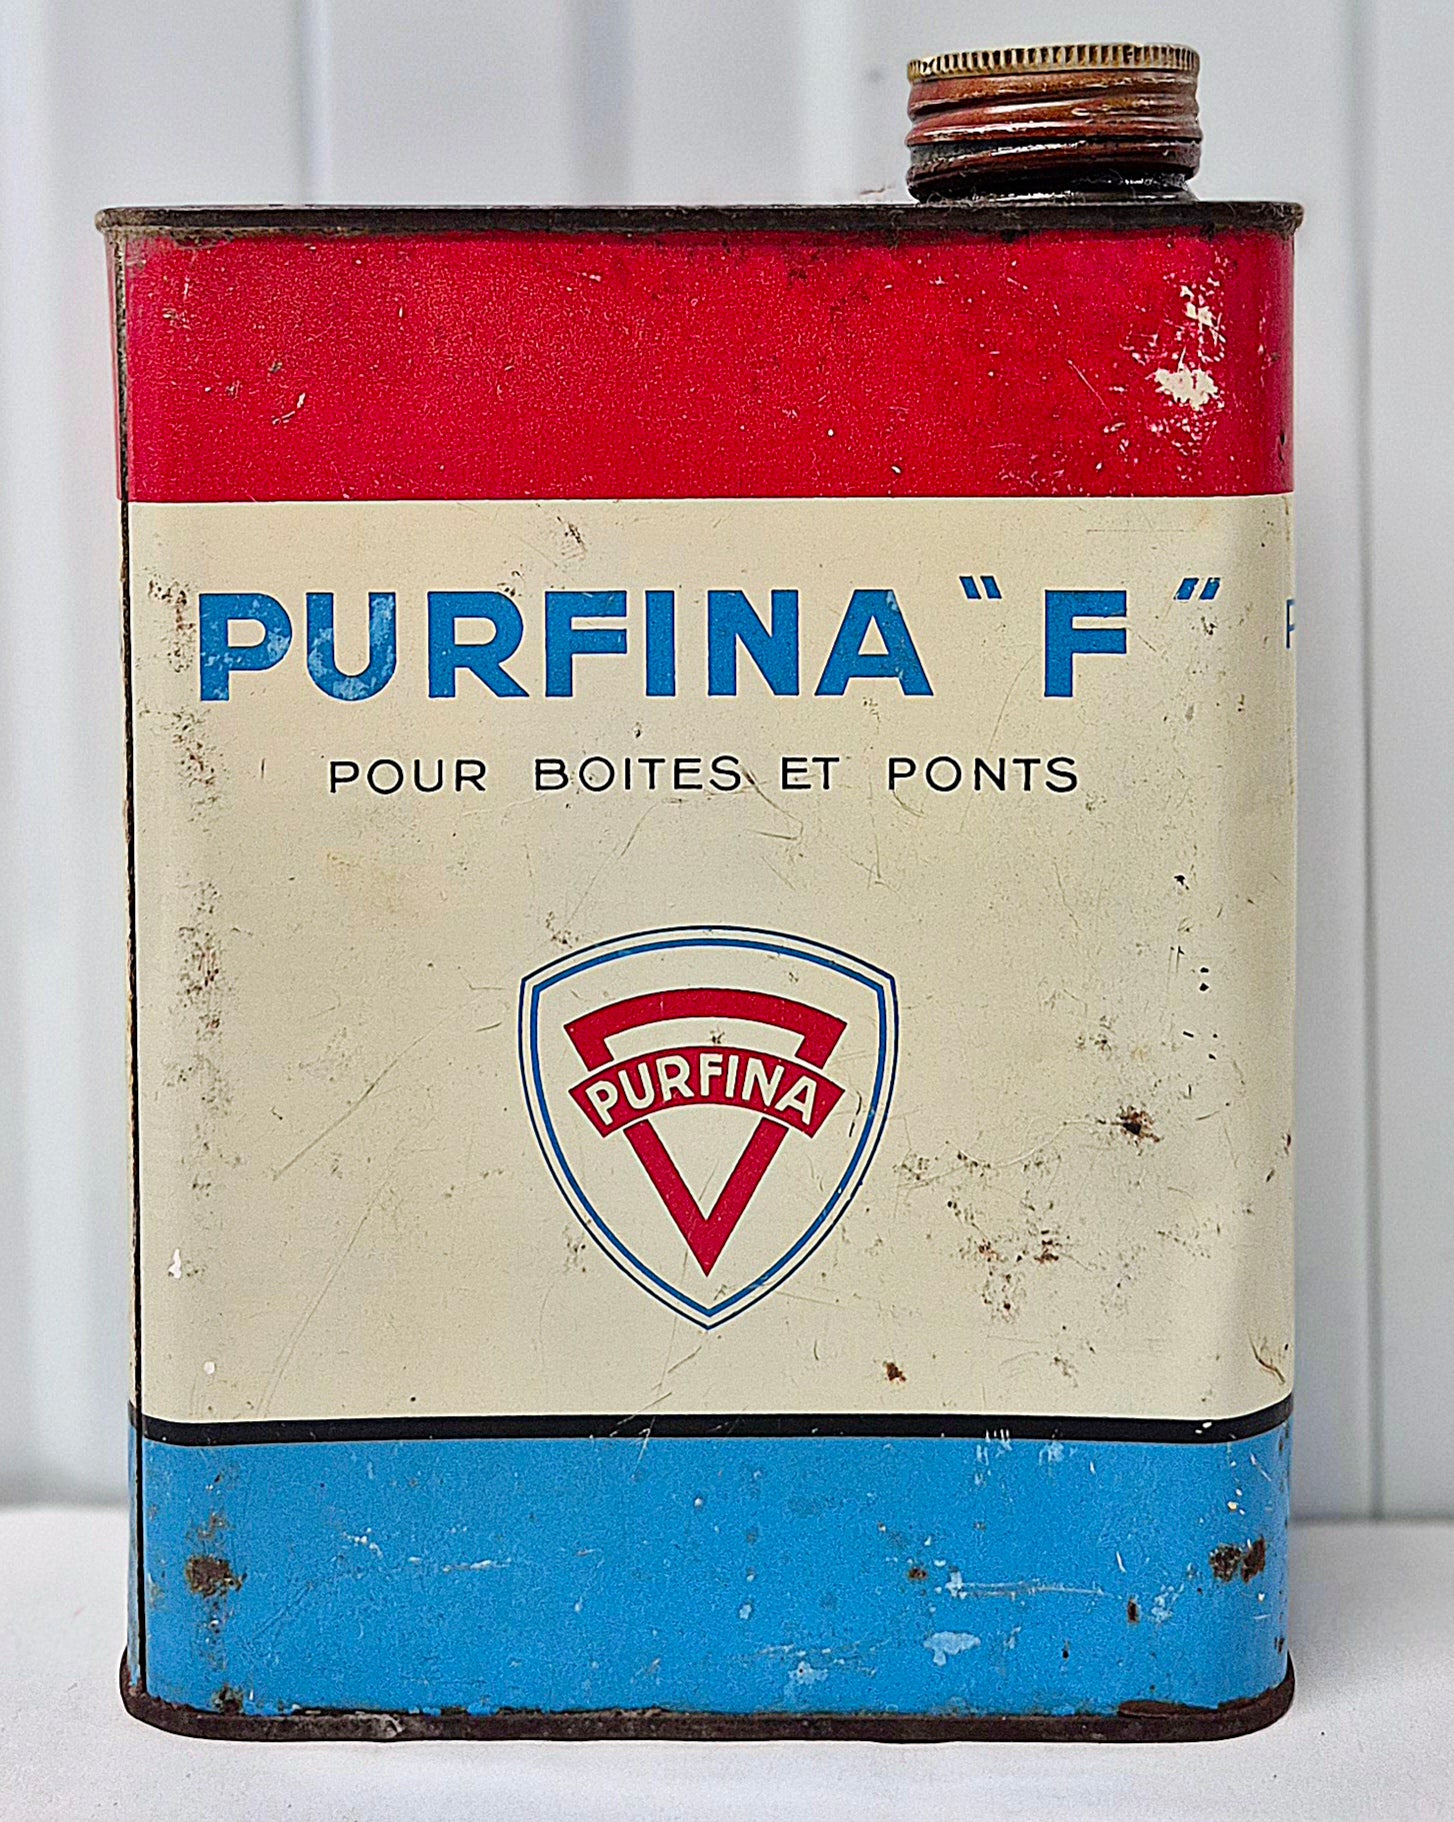 PURFINA "F"
POUR BOITES ET PONTS
PURFINA